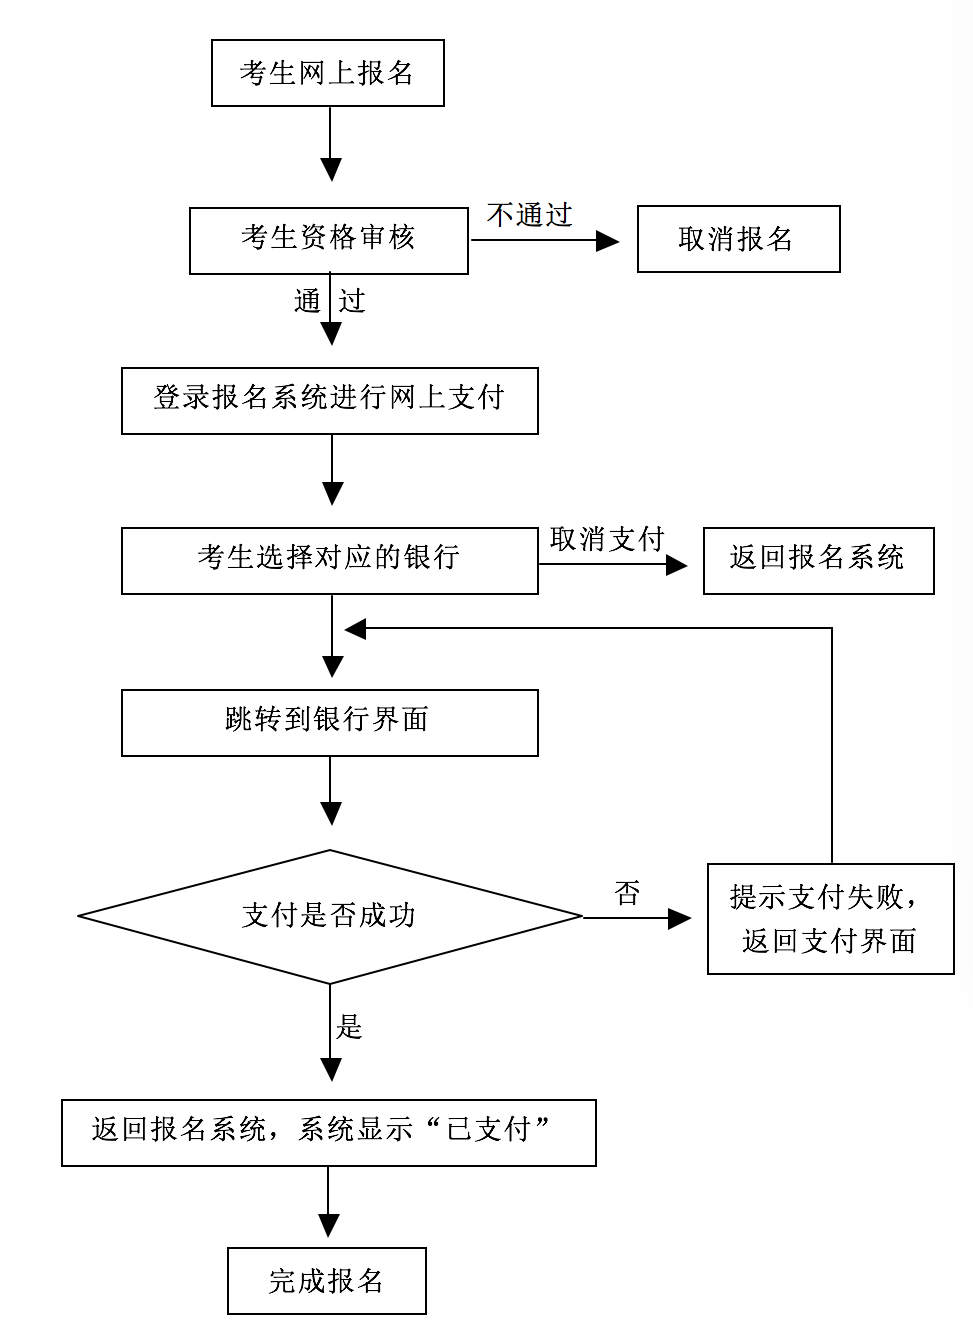 考生网上报名
考生资格审核
不通过
取消报名
通过
登录报名系统进行网上支付
考生选择对应的银行
取消支付
返回报名系统
跳转到银行界面
支付是否成功
否
提示支付失败，
返回支付界面
是
返回报名系统，系统显示“已支付”
完成报名